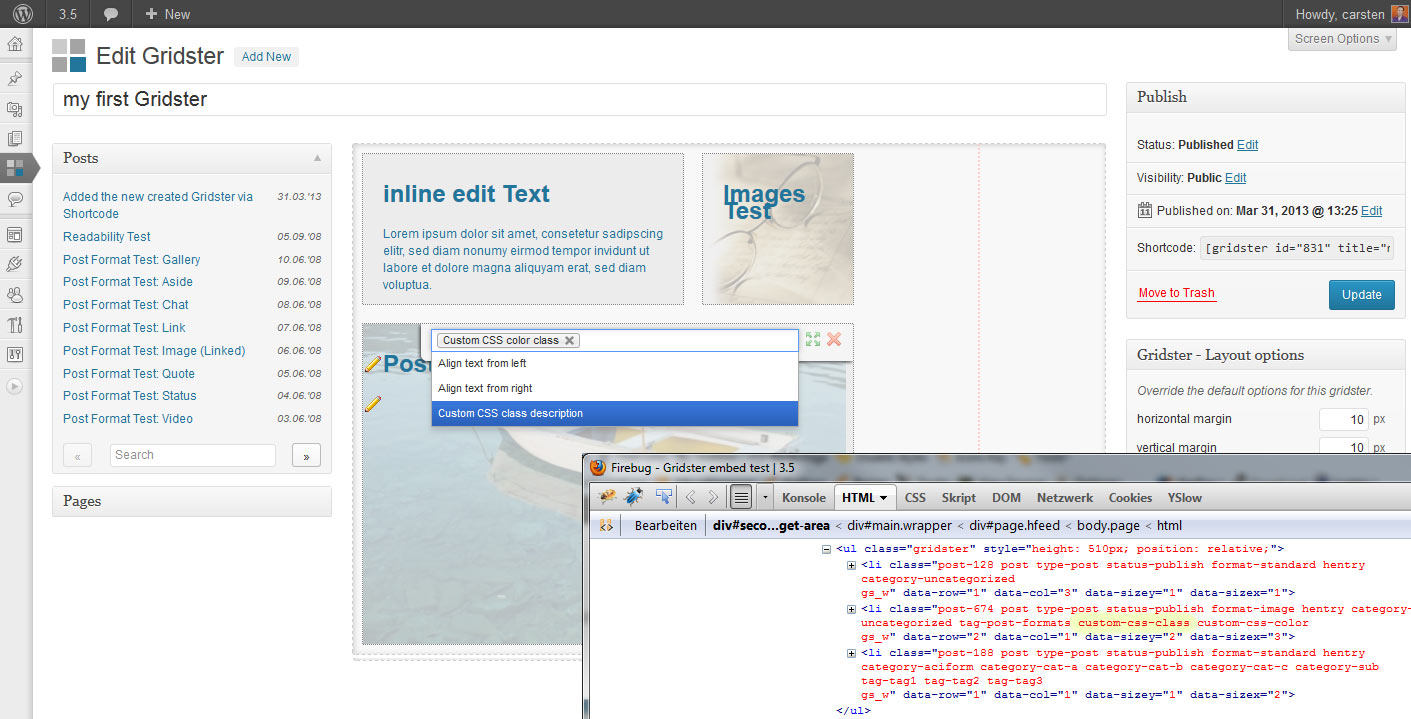 3.5
New
Howdy, carsten
Screen Options
Edit Gridster
Add New
my first Gridster
Posts
Added the new created Gridster via
Shortcode
31.03.'13
Readability Test 05.09.'08
Post Format Test: Gallery 10.06.'08
Post Format Test: Aside 09.06.'08
Post Format Test: Chat 08.06.'08
Post Format Test: Link 07.06.'08
Post Format Test: Image (Linked) 06.06.'08
Post Format Test: Quote 05.06.'08
Post Format Test: Status 04.06.'08
Post Format Test: Video 03.06.'08
« Search »
Pages
inline edit Text
Lorem ipsum dolor sit amet, consetetur sadipscing
elitr, sed diam nonumy eirmod tempor invidunt ut
labore et dolore magna aliquyam erat, sed diam
voluptua.
Images
Test
Custom CSS color class
Align text from left
Align text from right
Custom CSS class description
Publish
Status: Published Edit
Visibility: Public Edit
Published on: Mar 31, 2013 @ 13:25 Edit
Shortcode: [gridster id="831" title="
Move to Trash
Update
Gridster - Layout options
Override the default options for this gridster.
horizontal margin 10 px
vertical margin 10 px
Firebug - Gridster embed test | 3.5
Konsole HTML CSS Skript DOM Netzwerk Cookies YSlow
Bearbeiten div#seco...get-area < div#main.wrapper < div#page.hfeed < body.page < html
<ul class="gridster" style="height: 510px; position: relative;">
<li class="post-128 post type-post status-publish format-standard hentry
category-uncategorized
gs_w" data-row="1" data-col="3" data-sizey="1" data-sizex="1">
<li class="post-674 post type-post status-publish format-image hentry category-
uncategorized tag-post-formats custom-css-class custom-css-color
gs_w" data-row="2" data-col="1" data-sizey="2" data-sizex="3">
<li class="post-188 post type-post status-publish format-standard hentry
category-aciform category-cat-a category-cat-b category-cat-c category-sub
tag-tag1 tag-tag2 tag-tag3
gs_w" data-row="1" data-col="1" data-sizey="1" data-sizex="2">
</ul>